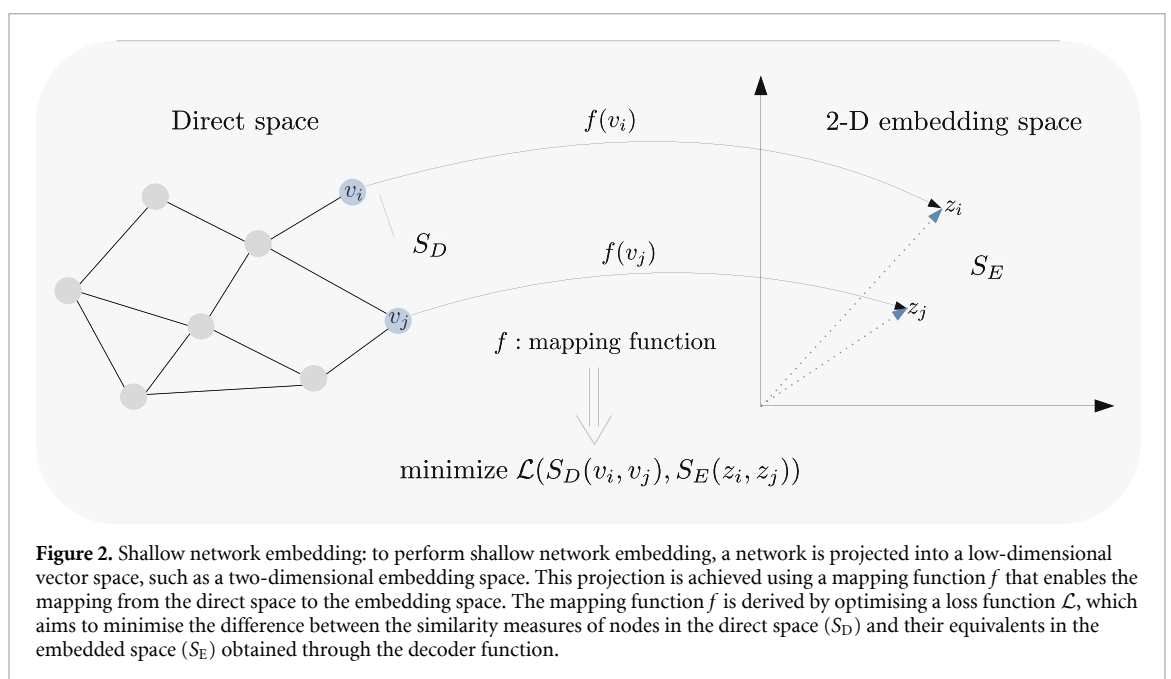 Direct space
f(v_i)
2-D embedding space
v_i
z_i
S_D
f(v_j)
S_E
v_j
z_j
f : mapping function
minimize ℒ(S_D(v_i, v_j), S_E(z_i, z_j))
Figure 2. Shallow network embedding: to perform shallow network embedding, a network is projected into a low-dimensional
vector space, such as a two-dimensional embedding space. This projection is achieved using a mapping function f that enables the
mapping from the direct space to the embedding space. The mapping function f is derived by optimising a loss function ℒ, which
aims to minimise the difference between the similarity measures of nodes in the direct space (S_D) and their equivalents in the
embedded space (S_E) obtained through the decoder function.